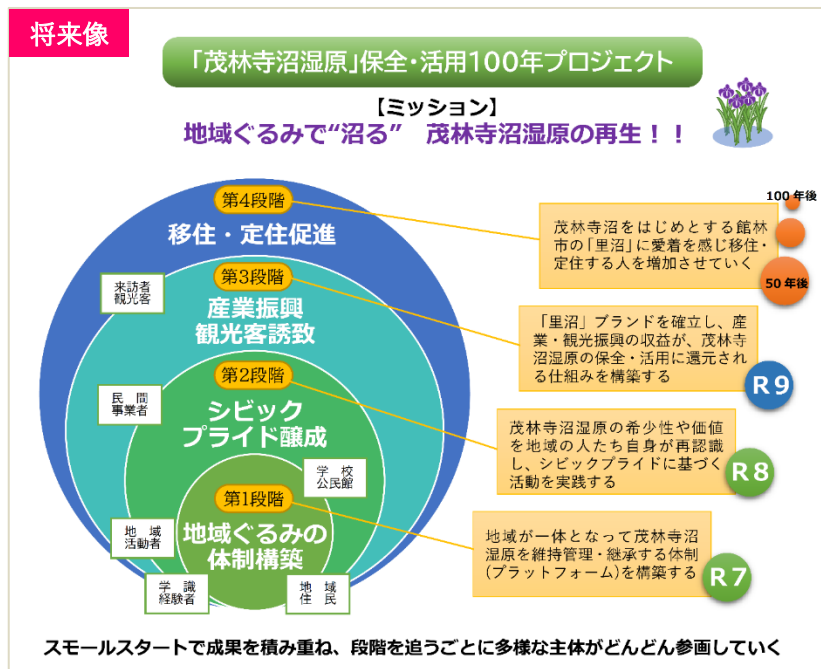 将来像
「茂林寺沼湿原」保全・活用100年プロジェクト
【ミッション】
地域ぐるみで“沼る” 茂林寺沼湿原の再生！！
第4段階
移住・定住促進
第3段階
産業振興
観光客誘致
第2段階
シビック
プライド醸成
第1段階
地域ぐるみの
体制構築
来訪者
観光客
民間
事業者
学校
公民館
地域
活動者
学識
経験者
地域
住民
100年後
茂林寺沼をはじめとする館林
市の「里沼」に愛着を感じ移住・
定住する人を増加させていく
50年後
「里沼」ブランドを確立し、産
業・観光振興の収益が、茂林寺
沼湿原の保全・活用に還元され
る仕組みを構築する
R9
茂林寺沼湿原の希少性や価値
を地域の人たち自身が再認識
し、シビックプライドに基づく
活動を実践する
R8
地域が一体となって茂林寺沼
湿原を維持管理・継承する体制
(プラットフォーム)を構築する
R7
スモールスタートで成果を積み重ね、段階を追うごとに多様な主体がどんどん参画していく